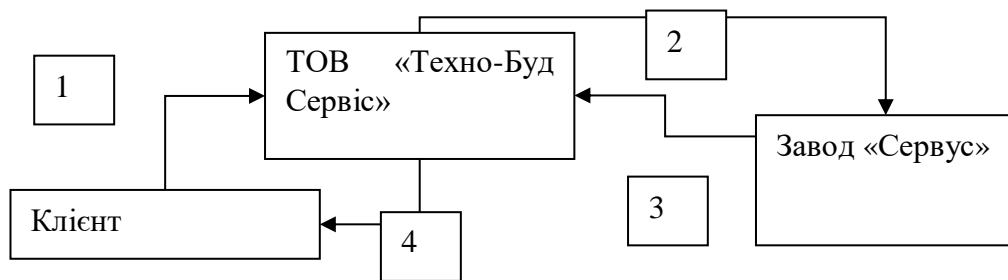 2
ТОВ «Техно-Буд
Сервіс»
1
Завод «Сервус»
3
Клієнт
4